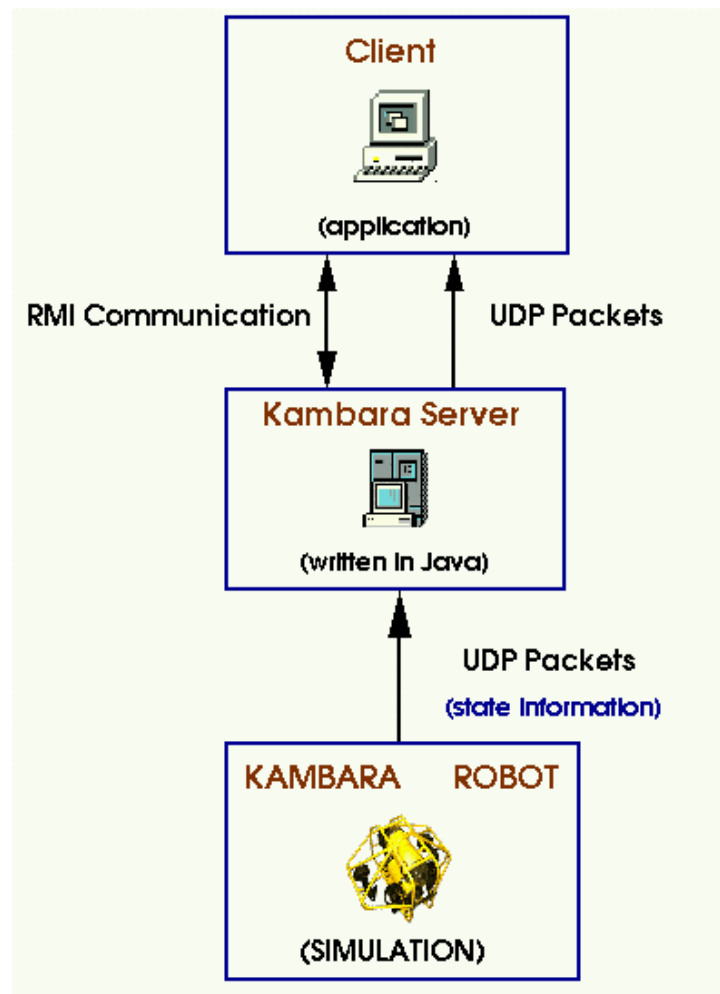 Client
(application)
RMI Communication
UDP Packets
Kambara Server
(written in Java)
UDP Packets
(state information)
KAMBARA ROBOT
(SIMULATION)